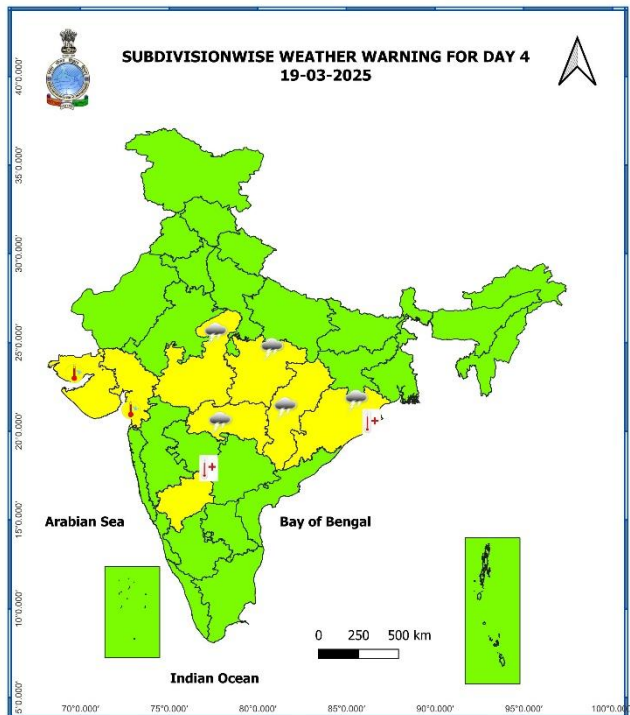 SUBDIVISIONWISE WEATHER WARNING FOR DAY 4
19-03-2025
40°0.000'
35°0.000'
30°0.000'
25°0.000'
20°0.000'
15°0.000'
10°0.000'
5°0.000'
Arabian Sea
Bay of Bengal
0 250 500 km
Indian Ocean
70°0.000' 75°0.000' 80°0.000' 85°0.000' 90°0.000' 95°0.000' 100°0.000'